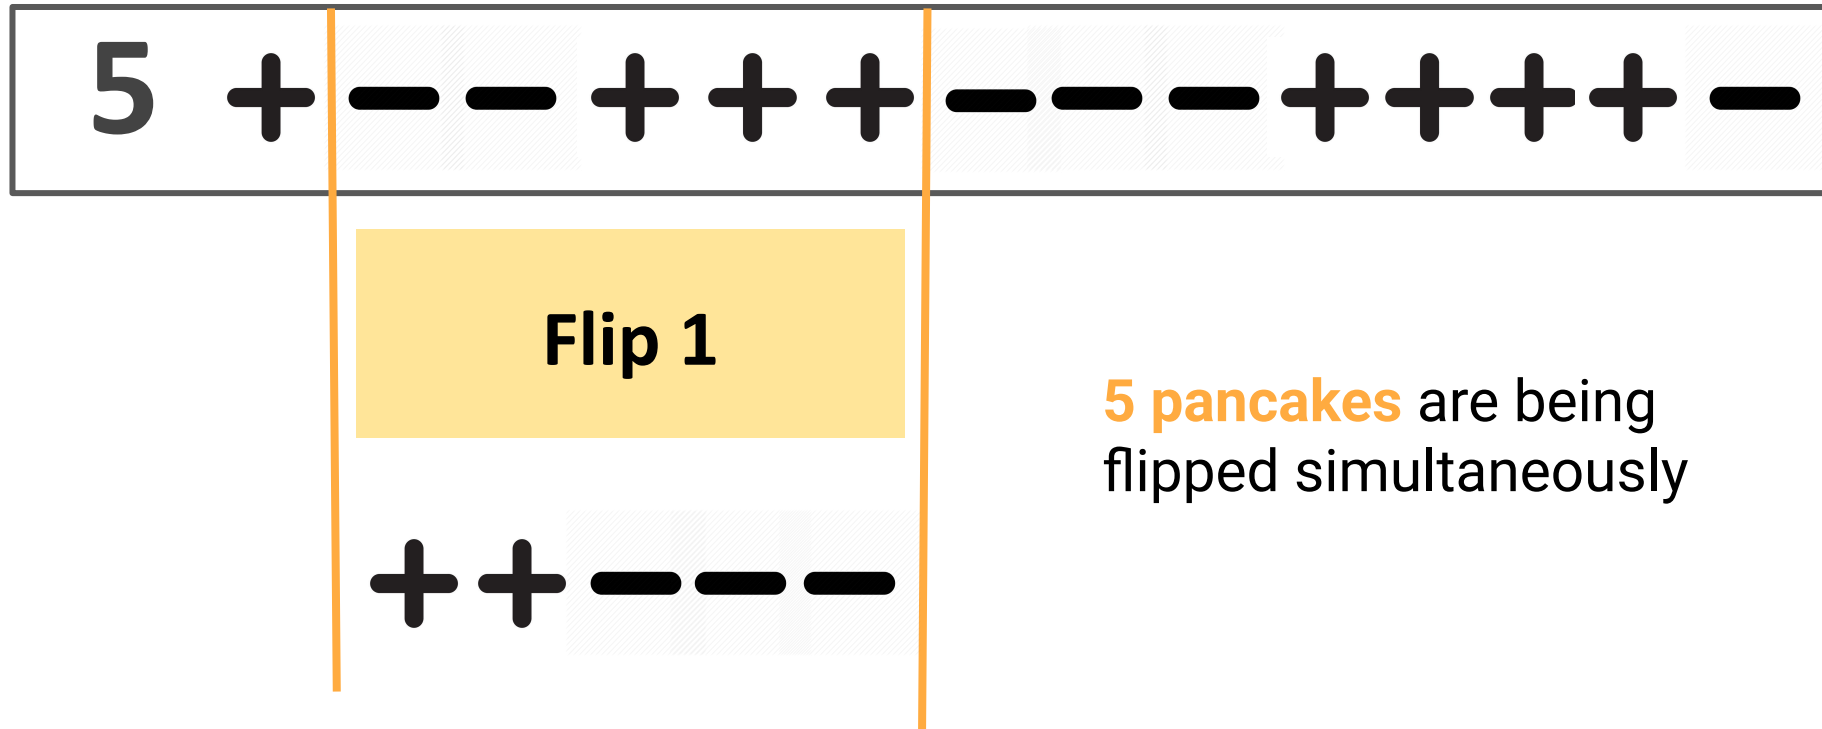 5 + - - + + + - - - + + + + -
Flip 1
5 pancakes are being
flipped simultaneously
+ + - - -